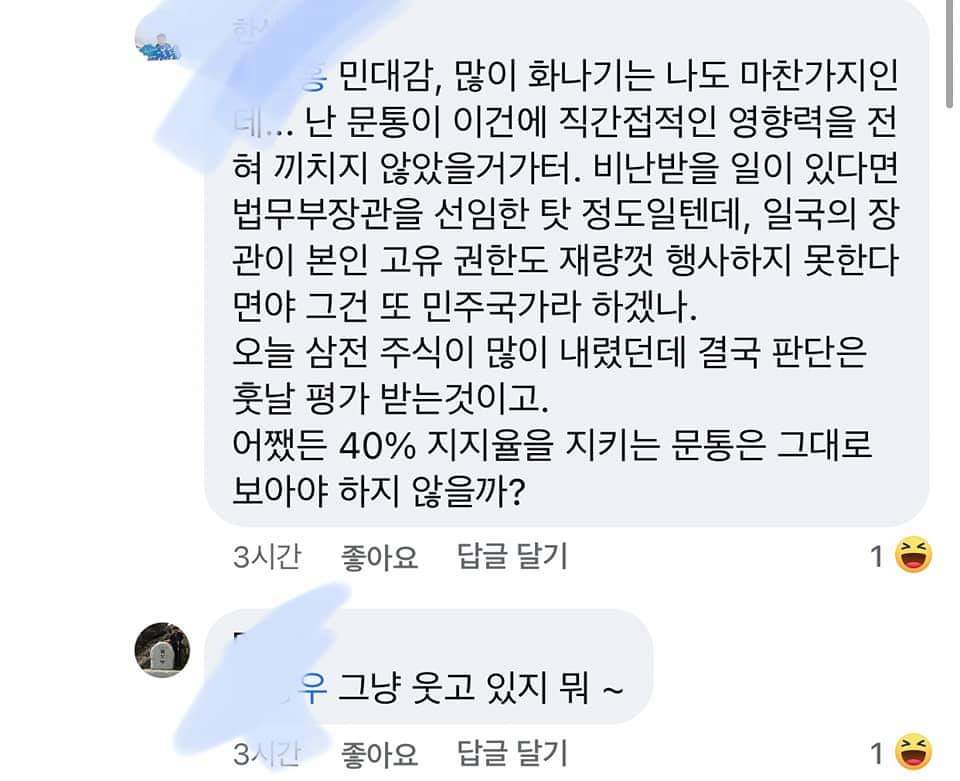 흥 민대감, 많이 화나기는 나도 마찬가지인
데... 난 문통이 이건에 직간접적인 영향력을 전
혀 끼치지 않았을거가터. 비난받을 일이 있다면
법무부장관을 선임한 탓 정도일텐데, 일국의 장
관이 본인 고유 권한도 재량껏 행사하지 못한다
면야 그건 또 민주국가라 하겠나.
오늘 삼전 주식이 많이 내렸던데 결국 판단은
훗날 평가 받는것이고.
어쨌든 40% 지지율을 지키는 문통은 그대로
보아야 하지 않을까?
3시간 좋아요 답글 달기 1
우 그냥 웃고 있지 뭐 ~
3시간 좋아요 답글 달기 1